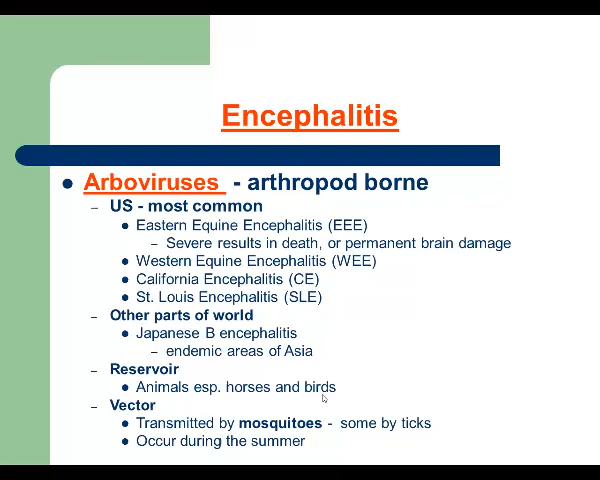 Encephalitis
Arboviruses - arthropod borne
– US - most common
Eastern Equine Encephalitis (EEE)
– Severe results in death, or permanent brain damage
Western Equine Encephalitis (WEE)
California Encephalitis (CE)
St. Louis Encephalitis (SLE)
– Other parts of world
Japanese B encephalitis
– endemic areas of Asia
– Reservoir
Animals esp. horses and birds
– Vector
Transmitted by mosquitoes - some by ticks
Occur during the summer